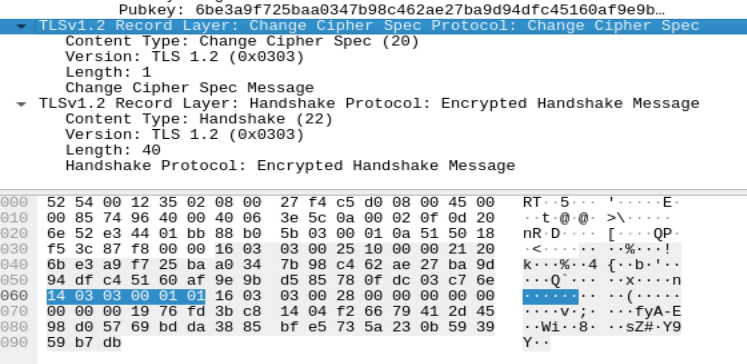 Pubkey: 6be3a9f725baa0347b98c462ae27ba9d94dfc45160af9e9b…
TLSv1.2 Record Layer: Change Cipher Spec Protocol: Change Cipher Spec
Content Type: Change Cipher Spec (20)
Version: TLS 1.2 (0x0303)
Length: 1
Change Cipher Spec Message
TLSv1.2 Record Layer: Handshake Protocol: Encrypted Handshake Message
Content Type: Handshake (22)
Version: TLS 1.2 (0x0303)
Length: 40
Handshake Protocol: Encrypted Handshake Message
000 52 54 00 12 35 02 08 00 27 f4 c5 d0 08 00 45 00 RT··5··· '·····E·
010 00 85 74 96 40 00 40 06 3e 5c 0a 00 02 0f 0d 20 ··t·@·@· >\·····
020 6e 52 e3 44 01 bb 88 b0 5b 03 00 01 0a 51 50 18 nR·D···· [····QP·
030 f5 3c 87 f8 00 00 16 03 03 00 25 10 00 00 21 20 ·<······ ··%···!
040 6b e3 a9 f7 25 ba a0 34 7b 98 c4 62 ae 27 ba 9d k···%··4 {··b·'··
050 94 df c4 51 60 af 9e 9b d5 85 78 0f dc 03 c7 6e ···Q`··· ··x····n
060 14 03 03 00 01 01 16 03 03 00 28 00 00 00 00 00 ········ ··(·····
070 00 00 00 19 76 fd 3b c8 14 04 f2 66 79 41 2d 45 ····v·;· ···fyA-E
080 98 d0 57 69 bd da 38 85 bf e5 73 5a 23 0b 59 39 ··Wi··8· ··sZ#·Y9
090 59 b7 db Y··